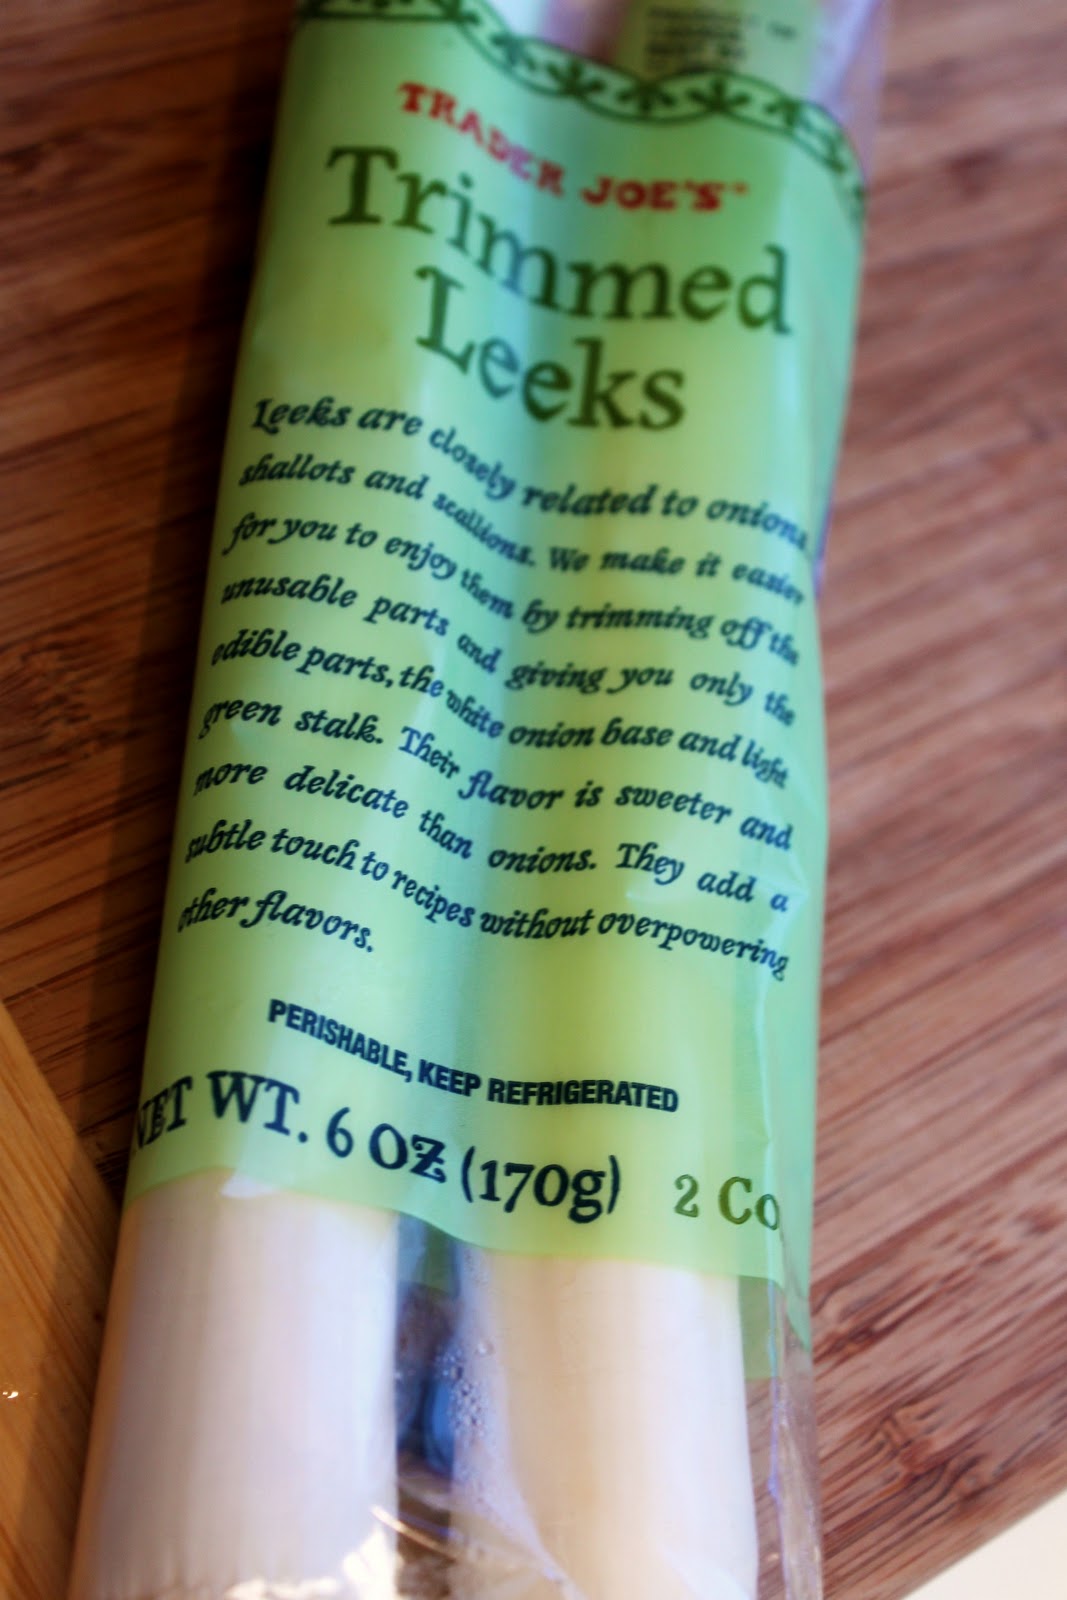 TRADER JOE'S™
Trimmed
Leeks
Leeks are closely related to onions
shallots and scallions. We make it easier
for you to enjoy them by trimming off the
unusable parts and giving you only the
edible parts, the white onion base and light
green stalk. Their flavor is sweeter and
more delicate than onions. They add a
subtle touch to recipes without overpowering
other flavors.
PERISHABLE, KEEP REFRIGERATED
NET WT. 6 OZ (170g) 2 Co